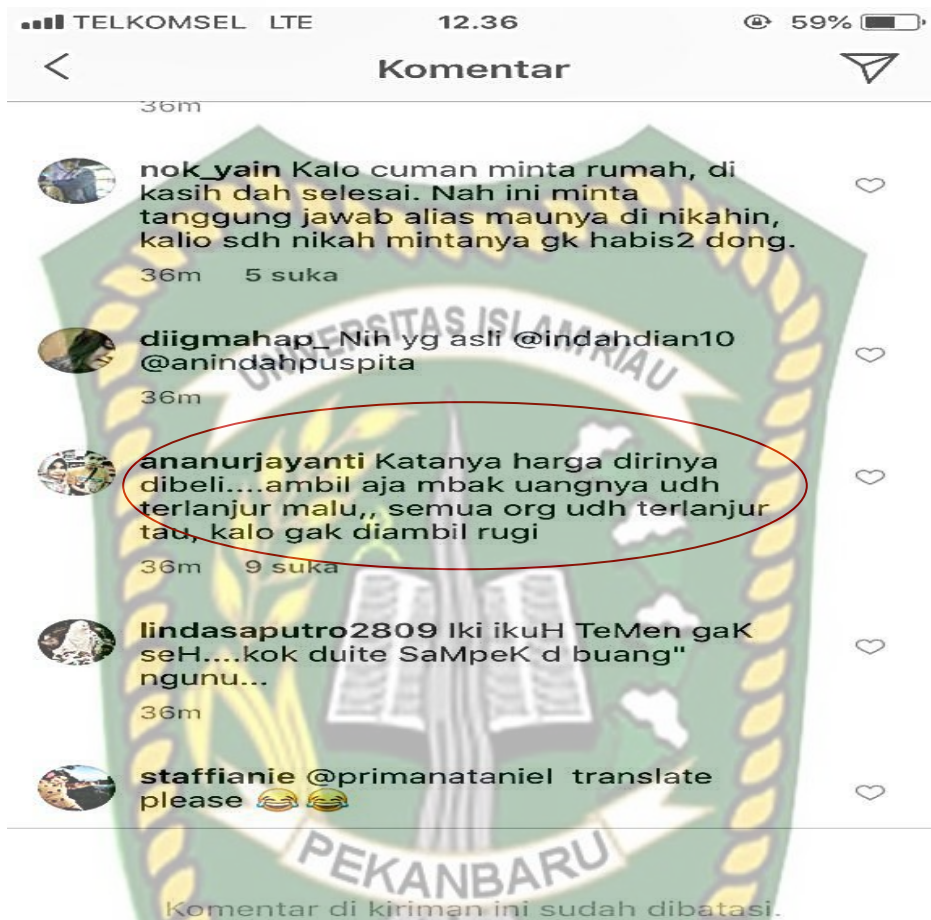 TELKOMSEL LTE 12.36 59%
Komentar
36m
nok_yain Kalo cuman minta rumah, di
kasih dah selesai. Nah ini minta
tanggung jawab alias maunya di nikahin,
kalio sdh nikah mintanya gk habis2 dong.
36m 5 suka
UNIVERSITAS ISLAM RIAU
diigmahap_ Nih yg asli @indahdian10
@anindahpuspita
36m
ananurjayanti Katanya harga dirinya
dibeli....ambil aja mbak uangnya udh
terlanjur malu,, semua org udh terlanjur
tau, kalo gak diambil rugi
36m 9 suka
lindasaputro2809 Iki ikuH TeMen gaK
seH....kok duite SaMpeK d buang"
ngunu...
36m
staffianie @primanataniel translate
please 😂😂
PEKANBARU
Komentar di kiriman ini sudah dibatasi.